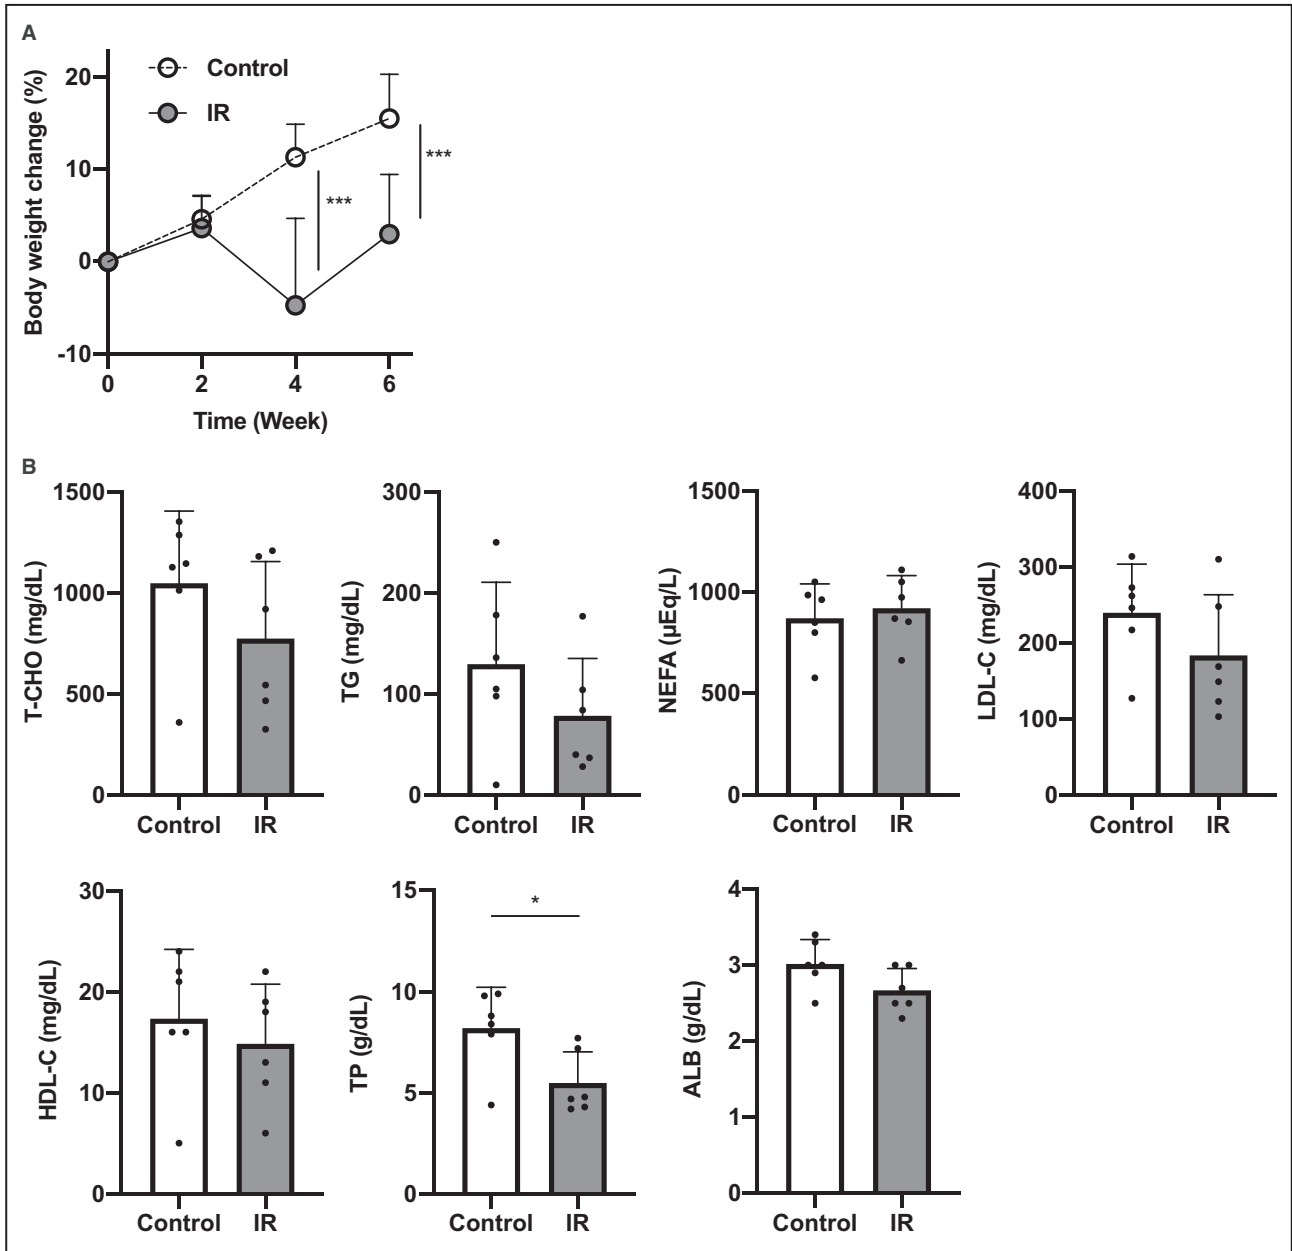 A
Control
IR
Body weight change (%)
20
10
0
-10
***
***
0 2 4 6
Time (Week)
B
T-CHO (mg/dL)
1500
1000
500
0
Control IR
TG (mg/dL)
300
200
100
0
Control IR
NEFA (µEq/L)
1500
1000
500
0
Control IR
LDL-C (mg/dL)
400
300
200
100
0
Control IR
HDL-C (mg/dL)
30
20
10
0
Control IR
TP (g/dL)
15
10
5
0
*
Control IR
ALB (g/dL)
4
3
2
1
0
Control IR